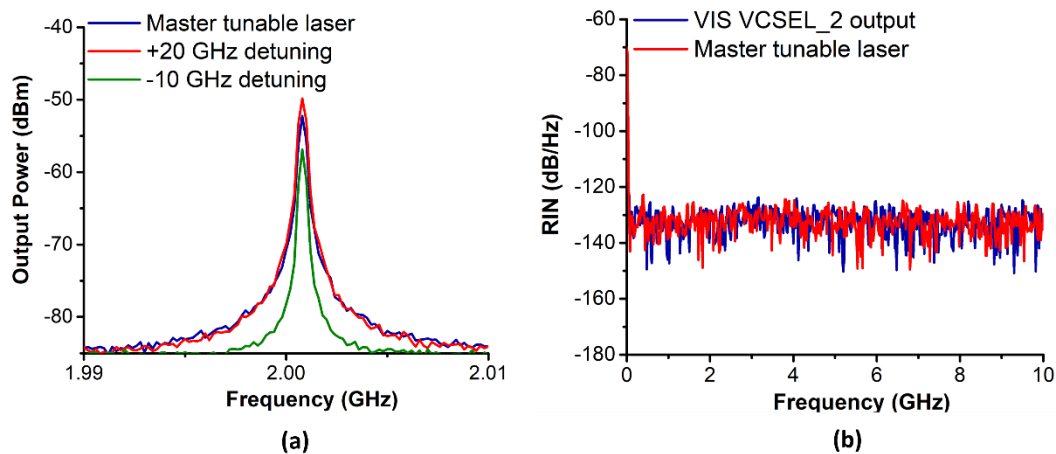 Master tunable laser
+20 GHz detuning
-10 GHz detuning
Output Power (dBm)
-40
-50
-60
-70
-80
1.99
2.00
2.01
Frequency (GHz)
(a)
VIS VCSEL_2 output
Master tunable laser
RIN (dB/Hz)
-60
-80
-100
-120
-140
-160
-180
0
2
4
6
8
10
Frequency (GHz)
(b)